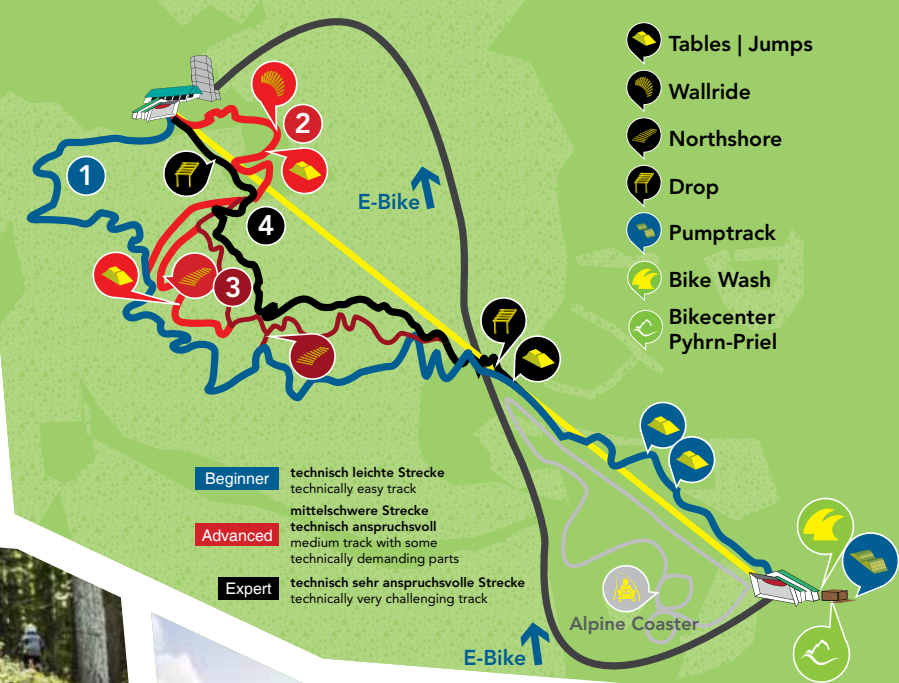 Tables | Jumps
Wallride
Northshore
Drop
Pumptrack
Bike Wash
Bikecenter
Pyhrn-Priel
1
2
3
4
E-Bike
Beginner
technisch leichte Strecke
technically easy track
Advanced
mittelschwere Strecke
technisch anspruchsvoll
medium track with some
technically demanding parts
Expert
technisch sehr anspruchsvolle Strecke
technically very challenging track
Alpine Coaster
E-Bike